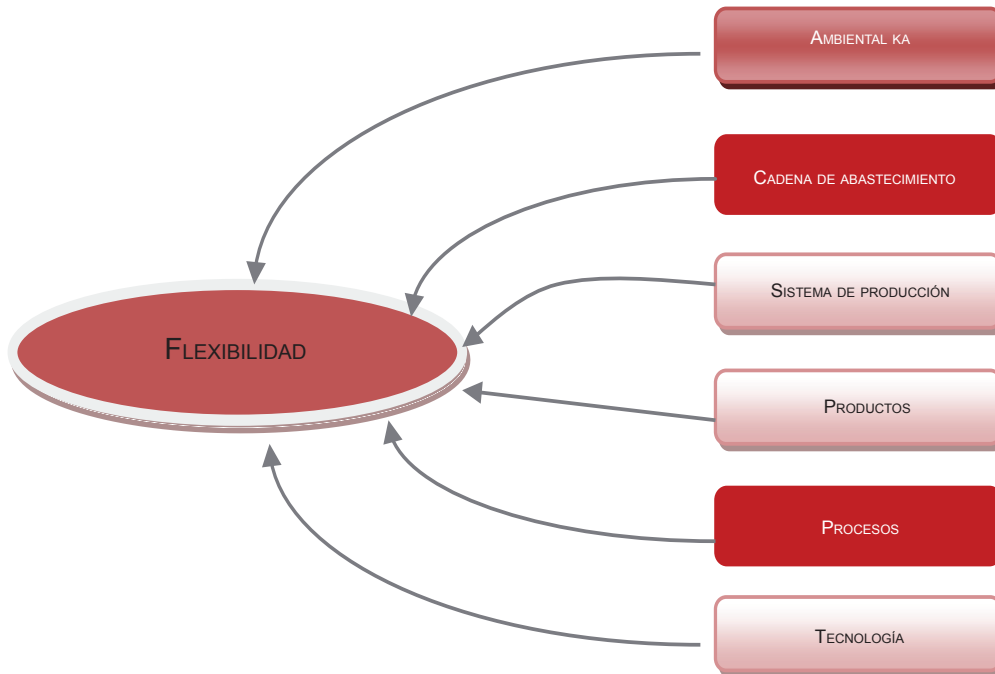 Ambiental ka
Cadena de abastecimiento
Sistema de producción
Flexibilidad
Productos
Procesos
Tecnología